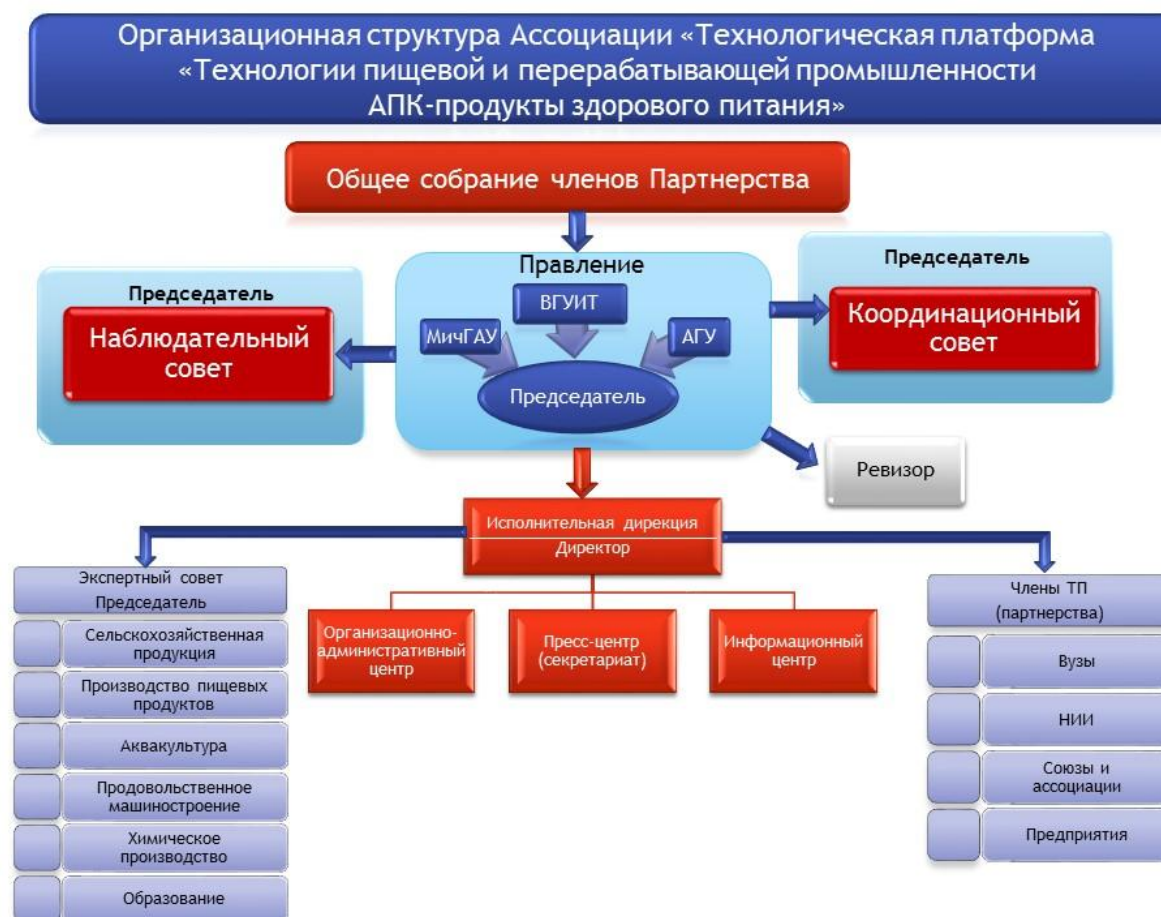 Организационная структура Ассоциации «Технологическая платформа
«Технологии пищевой и перерабатывающей промышленности
АПК-продукты здорового питания»
Общее собрание членов Партнерства
Правление
ВГУИТ
МичГАУ
АГУ
Председатель
Председатель
Наблюдательный
совет
Председатель
Координационный
совет
Ревизор
Исполнительная дирекция
Директор
Экспертный совет
Председатель
Сельскохозяйственная
продукция
Производство пищевых
продуктов
Аквакультура
Продовольственное
машиностроение
Химическое
производство
Образование
Организационно-
административный
центр
Пресс-центр
(секретариат)
Информационный
центр
Члены ТП
(партнерства)
Вузы
НИИ
Союзы и
ассоциации
Предприятия